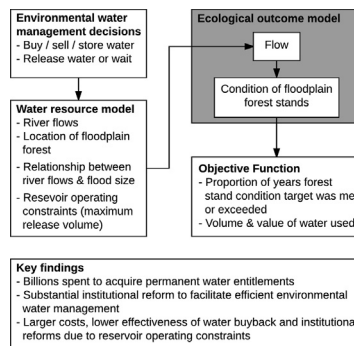 Environmental water
management decisions
- Buy / sell / store water
- Release water or wait
Water resource model
- River flows
- Location of floodplain
forest
- Relationship between
river flows & flood size
- Resevoir operating
constraints (maximum
release volume)
Ecological outcome model
Flow
Condition of floodplain
forest stands
Objective Function
- Proportion of years forest
stand condition target was me
or exceeded
- Volume & value of water used
Key findings
- Billions spent to acquire permanent water entitlements
- Substantial institutional reform to facilitate efficient environmental
water management
- Larger costs, lower effectiveness of water buyback and institutiona
reforms due to reservoir operating constraints